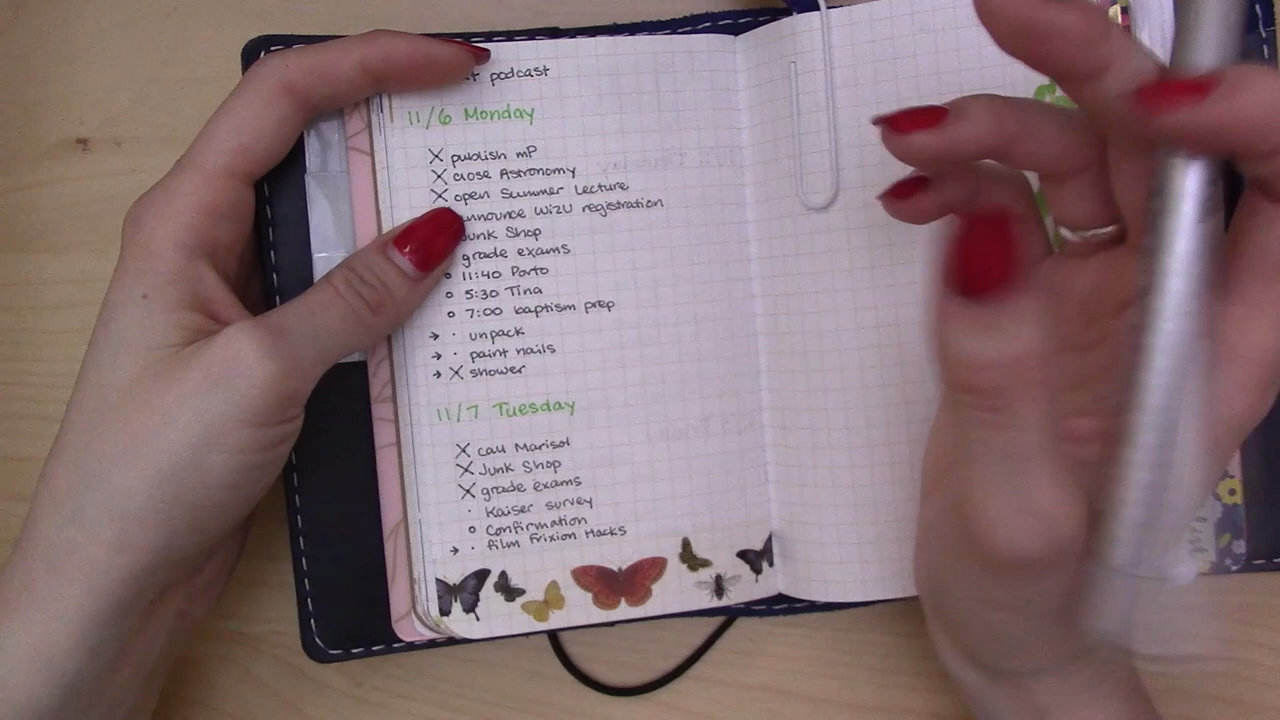 podcast
11/6 Monday
X publish mP
X close Astronomy
X open Summer Lecture
announce WizU registration
Junk Shop
grade exams
o 11:40 Porto
o 5:30 Tina
o 7:00 baptism prep
→ · unpack
→ · paint nails
→ X shower
11/7 Tuesday
X call Marisol
X Junk Shop
X grade exams
· Kaiser survey
o Confirmation
→ · film Frixion Hacks